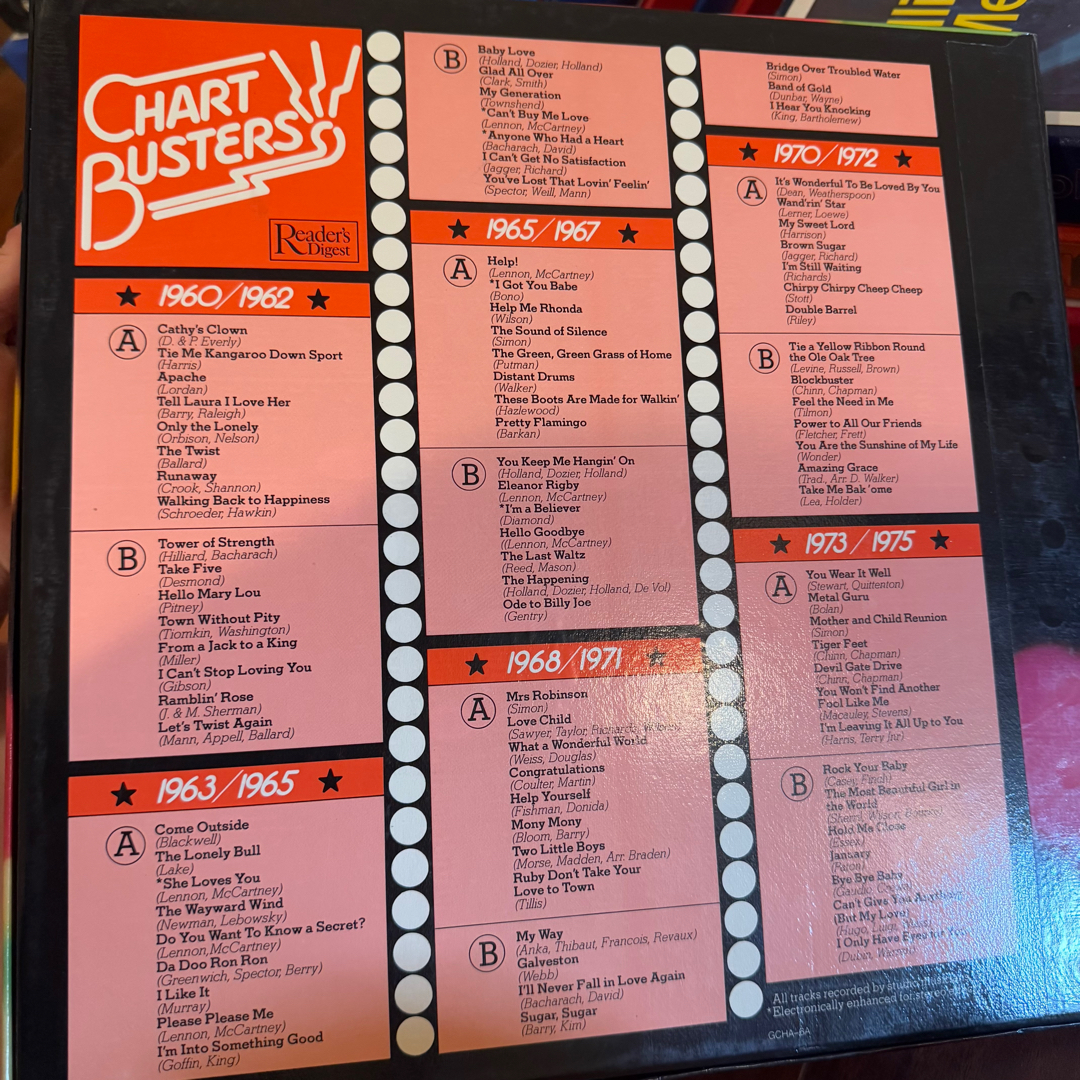 CHART
BUSTERS
Reader's
Digest
★ 1960/1962 ★
A
Cathy's Clown
(D. & P. Everly)
Tie Me Kangaroo Down Sport
(Harris)
Apache
(Lordan)
Tell Laura I Love Her
(Barry, Raleigh)
Only the Lonely
(Orbison, Nelson)
The Twist
(Ballard)
Runaway
(Crook, Shannon)
Walking Back to Happiness
(Schroeder, Hawkin)
B
Tower of Strength
(Hilliard, Bacharach)
Take Five
(Desmond)
Hello Mary Lou
(Pitney)
Town Without Pity
(Tiomkin, Washington)
From a Jack to a King
(Miller)
I Can't Stop Loving You
(Gibson)
Ramblin' Rose
(J. & M. Sherman)
Let's Twist Again
(Mann, Appell, Ballard)
★ 1963/1965 ★
A
Come Outside
(Blackwell)
The Lonely Bull
(Lake)
*She Loves You
(Lennon, McCartney)
The Wayward Wind
(Newman, Lebowsky)
Do You Want To Know a Secret?
(Lennon,McCartney)
Da Doo Ron Ron
(Greenwich, Spector, Berry)
I Like It
(Murray)
Please Please Me
(Lennon, McCartney)
I'm Into Something Good
(Goffin, King)
B
Baby Love
(Holland, Dozier, Holland)
Glad All Over
(Clark, Smith)
My Generation
(Townshend)
*Can't Buy Me Love
(Lennon, McCartney)
*Anyone Who Had a Heart
(Bacharach, David)
I Can't Get No Satisfaction
(Jagger, Richard)
You've Lost That Lovin' Feelin'
(Spector, Weill, Mann)
★ 1965/1967 ★
A
Help!
(Lennon, McCartney)
*I Got You Babe
(Bono)
Help Me Rhonda
(Wilson)
The Sound of Silence
(Simon)
The Green, Green Grass of Home
(Putman)
Distant Drums
(Walker)
These Boots Are Made for Walkin'
(Hazlewood)
Pretty Flamingo
(Barkan)
B
You Keep Me Hangin' On
(Holland, Dozier, Holland)
Eleanor Rigby
(Lennon, McCartney)
*I'm a Believer
(Diamond)
Hello Goodbye
((Lennon, McCartney)
The Last Waltz
(Reed, Mason)
The Happening
(Holland, Dozier, Holland, De Vol)
Ode to Billy Joe
(Gentry)
★ 1968/1971 ★
A
Mrs Robinson
(Simon)
Love Child
(Sawyer, Taylor, Richards,
What a Wonderful World
(Weiss, Douglas)
Congratulations
(Coulter, Martin)
Help Yourself
(Fishman, Donida)
Mony Mony
(Bloom, Barry)
Two Little Boys
(Morse, Madden, Arr. Braden)
Ruby Don't Take Your
Love to Town
(Tillis)
B
My Way
(Anka, Thibaut, Francois, Revaux)
Galveston
(Webb)
I'll Never Fall in Love Again
(Bacharach, David)
Sugar, Sugar
(Barry, Kim)
Bridge Over Troubled Water
(Simon)
Band of Gold
(Dunbar, Wayne)
I Hear You Knocking
(King, Bartholemew)
★ 1970/1972 ★
A
It's Wonderful To Be Loved By You
(Dean, Weatherspoon)
Wand'rin' Star
(Lerner, Loewe)
My Sweet Lord
(Harrison)
Brown Sugar
(Jagger, Richard)
I'm Still Waiting
(Richards)
Chirpy Chirpy Cheep Cheep
(Stott)
Double Barrel
(Riley)
B
Tie a Yellow Ribbon Round
the Ole Oak Tree
(Levine, Russell, Brown)
Blockbuster
(Chinn, Chapman)
Feel the Need in Me
(Tilmon)
Power to All Our Friends
(Fletcher, Frett)
You Are the Sunshine of My Life
(Wonder)
Amazing Grace
(Trad., Arr. D. Walker)
Take Me Bak 'ome
(Lea, Holder)
★ 1973/1975 ★
A
You Wear It Well
(Stewart, Quittenton)
Metal Guru
(Bolan)
Mother and Child Reunion
(Simon)
Tiger Feet
(Chinn, Chapman)
Devil Gate Drive
(Chinn, Chapman)
You Won't Find Another
Fool Like Me
(Macauley, Stevens)
I'm Leaving It All Up to You
(Harris, Terry Jnr)
B
Rock Your Baby
(Casey, Finch)
The Most Beautiful Girl in
the World
(Sherril, Wilson,
Hold Me Close
(Essex)
January
Bye Bye Baby
(Gaudio,
Can't Give You Anything
(But My Love)
(Hugo, Luigi,
I Only Have Eyes for You
(Dubin,
All tracks recorded by
*Electronically enhanced for
GCHA-6A